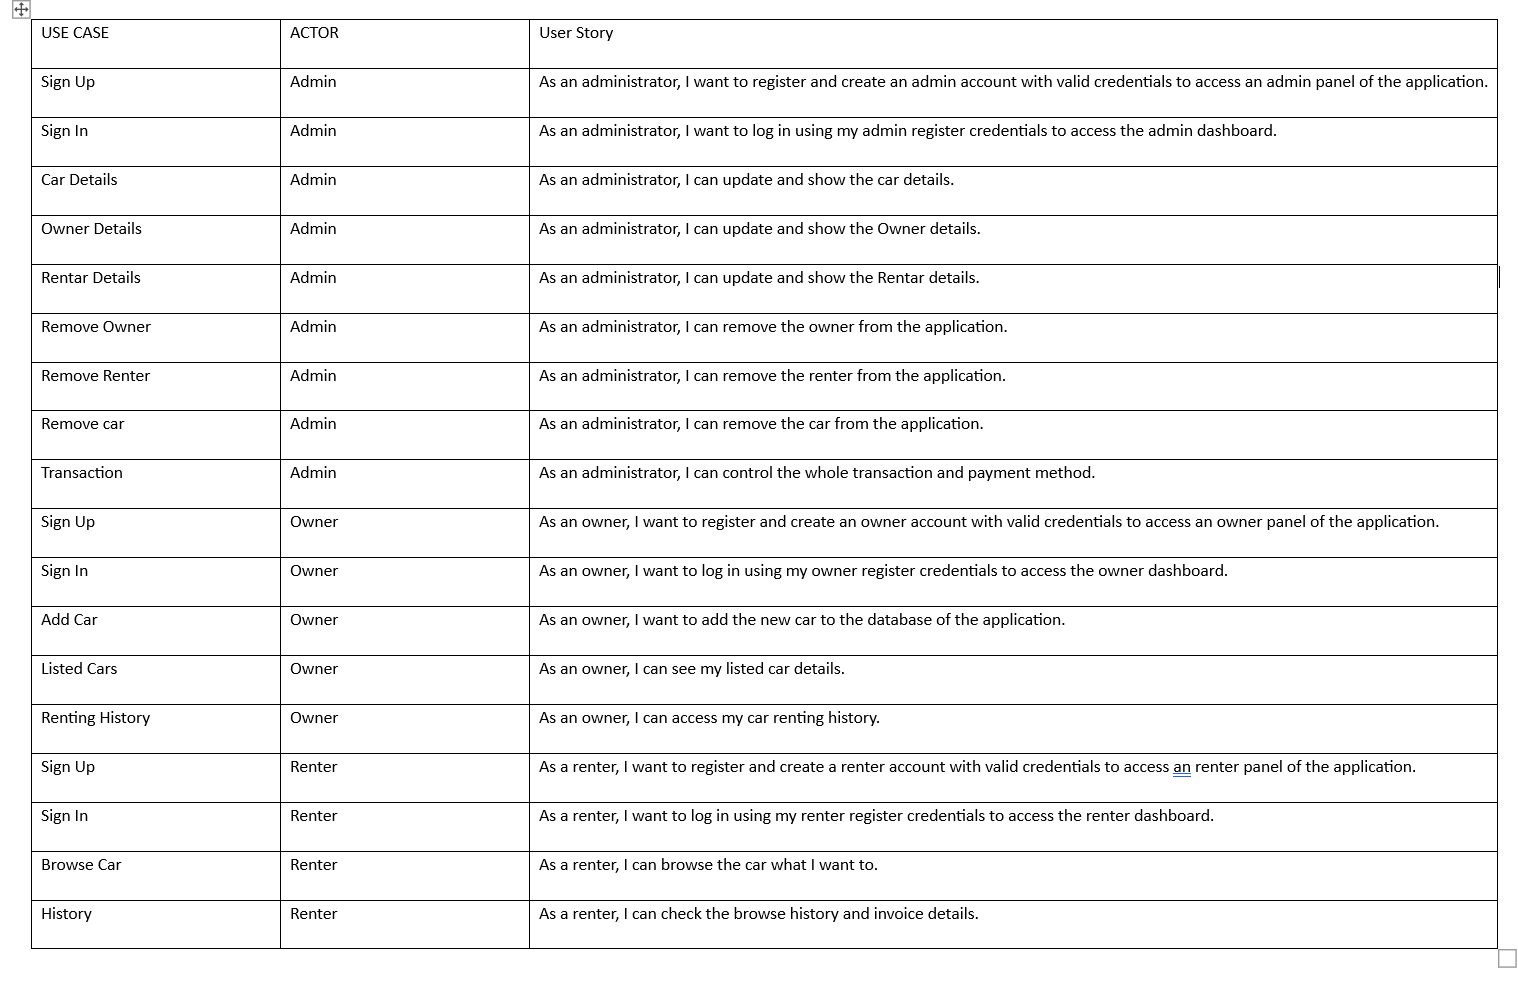 USE CASE ACTOR User Story
Sign Up Admin As an administrator, I want to register and create an admin account with valid credentials to access an admin panel of the application.
Sign In Admin As an administrator, I want to log in using my admin register credentials to access the admin dashboard.
Car Details Admin As an administrator, I can update and show the car details.
Owner Details Admin As an administrator, I can update and show the Owner details.
Rentar Details Admin As an administrator, I can update and show the Rentar details.
Remove Owner Admin As an administrator, I can remove the owner from the application.
Remove Renter Admin As an administrator, I can remove the renter from the application.
Remove car Admin As an administrator, I can remove the car from the application.
Transaction Admin As an administrator, I can control the whole transaction and payment method.
Sign Up Owner As an owner, I want to register and create an owner account with valid credentials to access an owner panel of the application.
Sign In Owner As an owner, I want to log in using my owner register credentials to access the owner dashboard.
Add Car Owner As an owner, I want to add the new car to the database of the application.
Listed Cars Owner As an owner, I can see my listed car details.
Renting History Owner As an owner, I can access my car renting history.
Sign Up Renter As a renter, I want to register and create a renter account with valid credentials to access an renter panel of the application.
Sign In Renter As a renter, I want to log in using my renter register credentials to access the renter dashboard.
Browse Car Renter As a renter, I can browse the car what I want to.
History Renter As a renter, I can check the browse history and invoice details.